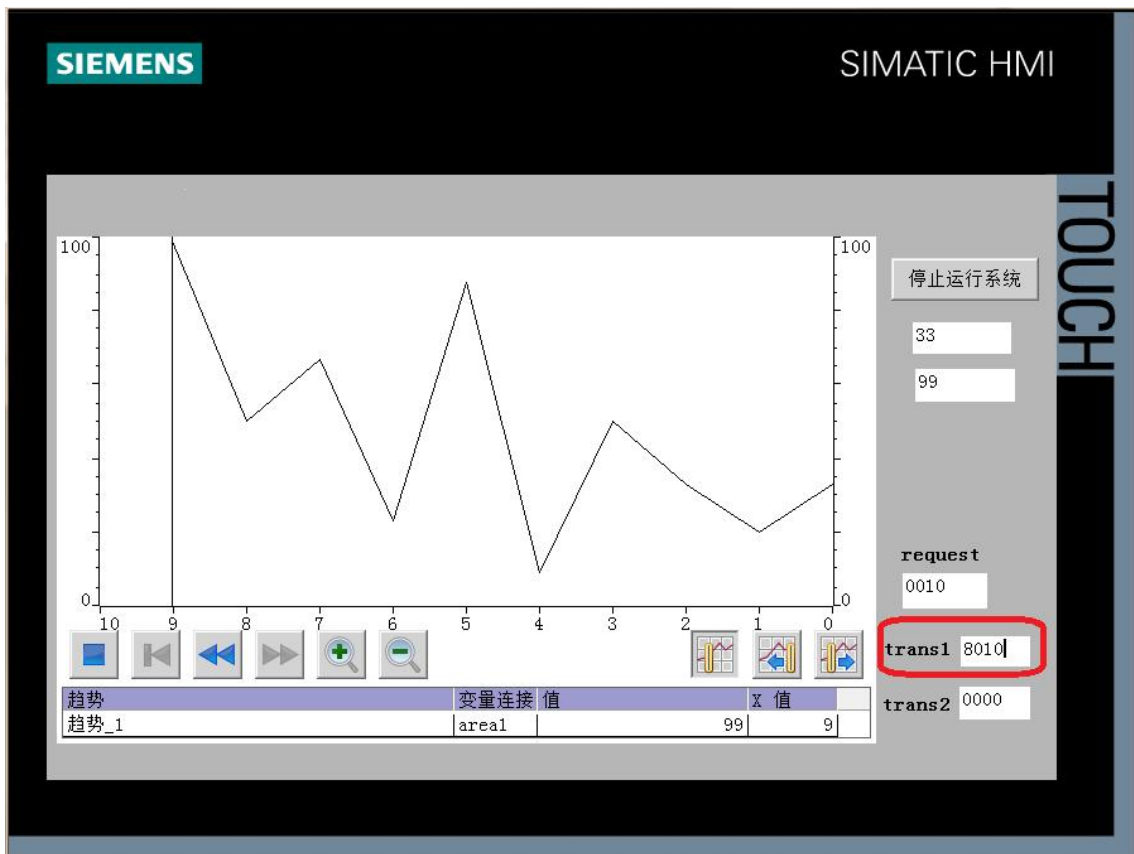 SIEMENS
SIMATIC HMI
TOUCH
100
100
停止运行系统
33
99
request
0010
0
0
10 9 8 7 6 5 4 3 2 1 0
trans1 8010
趋势 变量连接 值 X 值
trans2 0000
趋势_1 area1 99 9